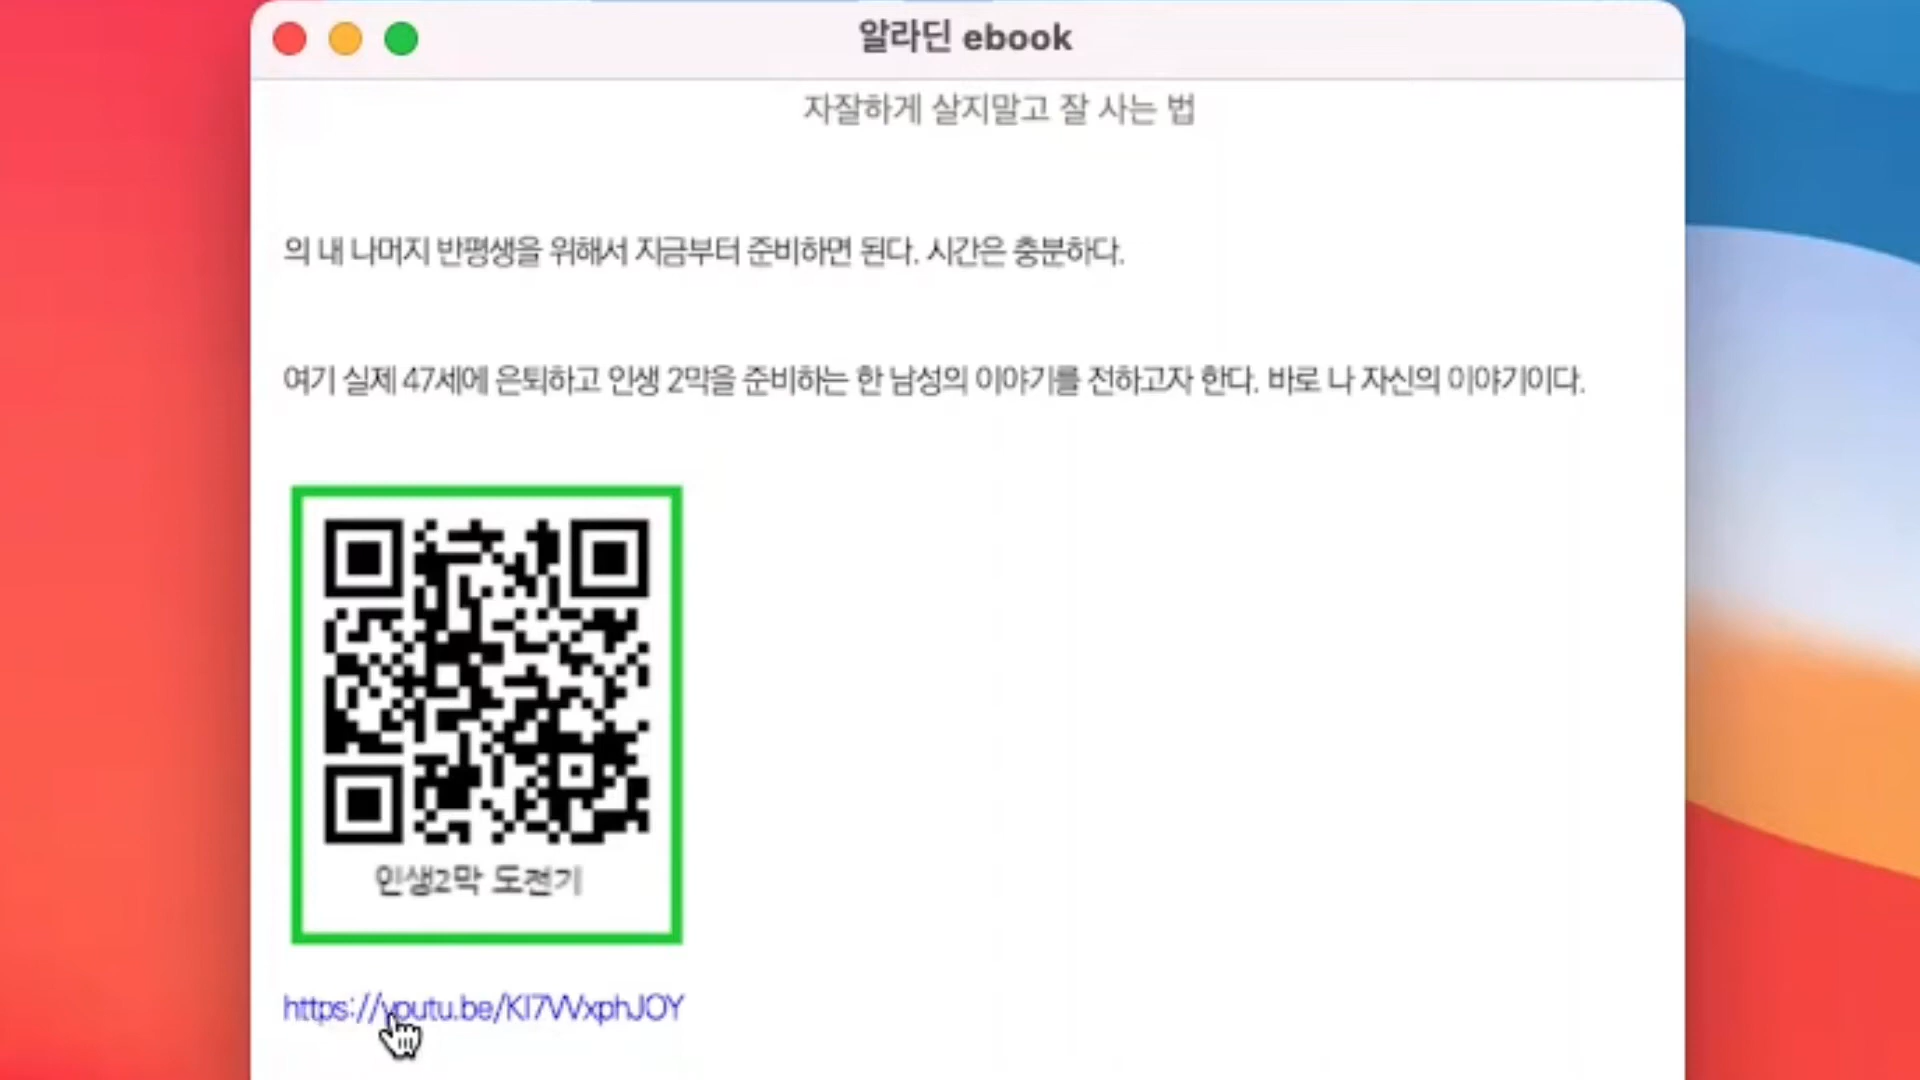 알라딘 ebook
자잘하게 살지말고 잘 사는 법
의 내 나머지 반평생을 위해서 지금부터 준비하면 된다. 시간은 충분하다.
여기 실제 47세에 은퇴하고 인생 2막을 준비하는 한 남성의 이야기를 전하고자 한다. 바로 나 자신의 이야기이다.
인생2막 도전기